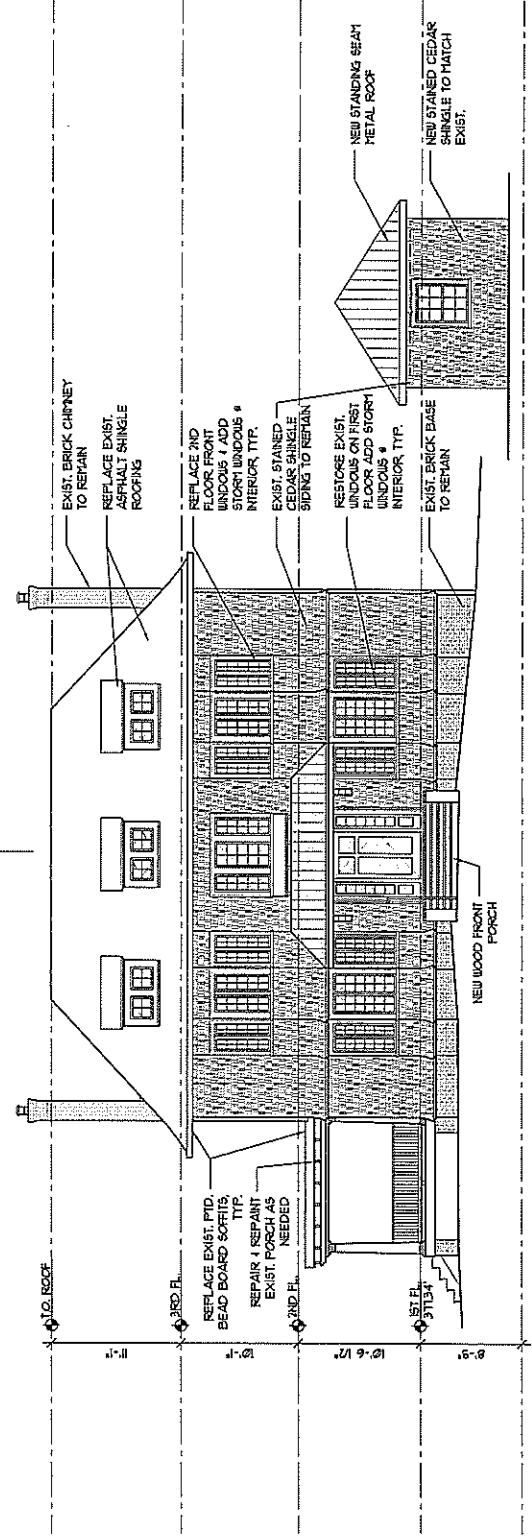 T.O. ROOF
3RD FL.
2ND FL.
1ST FL.
377.34'
11'-1"
10'-1"
10'-6 1/2"
8'-9"
REPLACE EXIST. PTD.
BEAD BOARD SOFFITS,
TYP.
REPAIR & REPAINT
EXIST. PORCH AS
NEEDED
NEW WOOD FRONT
PORCH
EXIST. BRICK CHIMNEY
TO REMAIN
REPLACE EXIST.
ASPHALT SHINGLE
ROOFING
REPLACE 2ND
FLOOR, FRONT
WINDOWS & ADD
STORM WINDOWS @
INTERIOR, TYP.
EXIST. STAINED
CEDAR SHINGLE
SIDING TO REMAIN
RESTORE EXIST.
WINDOWS ON FIRST
FLOOR ADD STORM
WINDOWS @
INTERIOR, TYP.
EXIST. BRICK BASE
TO REMAIN
NEW STANDING SEAM
METAL ROOF
NEW STAINED CEDAR
SHINGLE TO MATCH
EXIST.